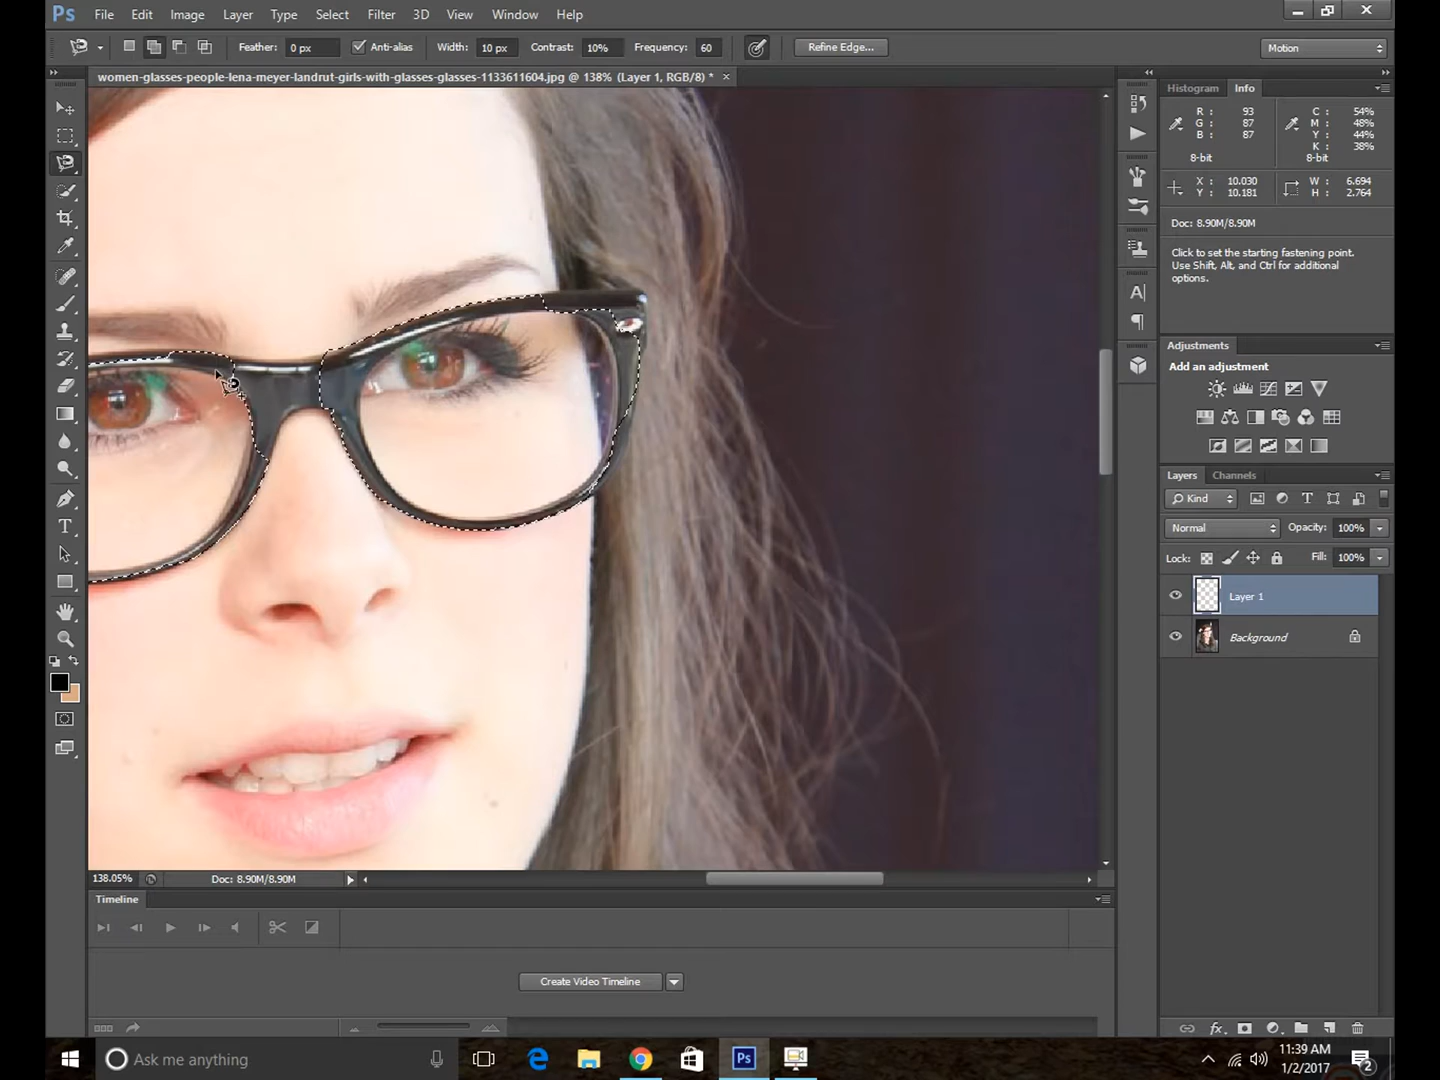 Ps File Edit Image Layer Type Select Filter 3D View Window Help
Feather: 0 px Anti-alias Width: 10 px Contrast: 10% Frequency: 60 Refine Edge... Motion
women-glasses-people-lena-meyer-landrut-girls-with-glasses-glasses-1133611604.jpg @ 138% (Layer 1, RGB/8) *
Histogram Info
R: 93 C: 54%
G: 87 M: 48%
B: 87 Y: 44%
K: 38%
8-bit 8-bit
X: 10.030 W: 6.694
Y: 10.181 H: 2.764
Doc: 8.90M/8.90M
Click to set the starting fastening point.
Use Shift, Alt, and Ctrl for additional
options.
Adjustments
Add an adjustment
Layers Channels
Kind
Normal Opacity: 100%
Lock: Fill: 100%
Layer 1
Background
138.05% Doc: 8.90M/8.90M
Timeline
Create Video Timeline
Ask me anything
Ps
11:39 AM
1/2/2017
2